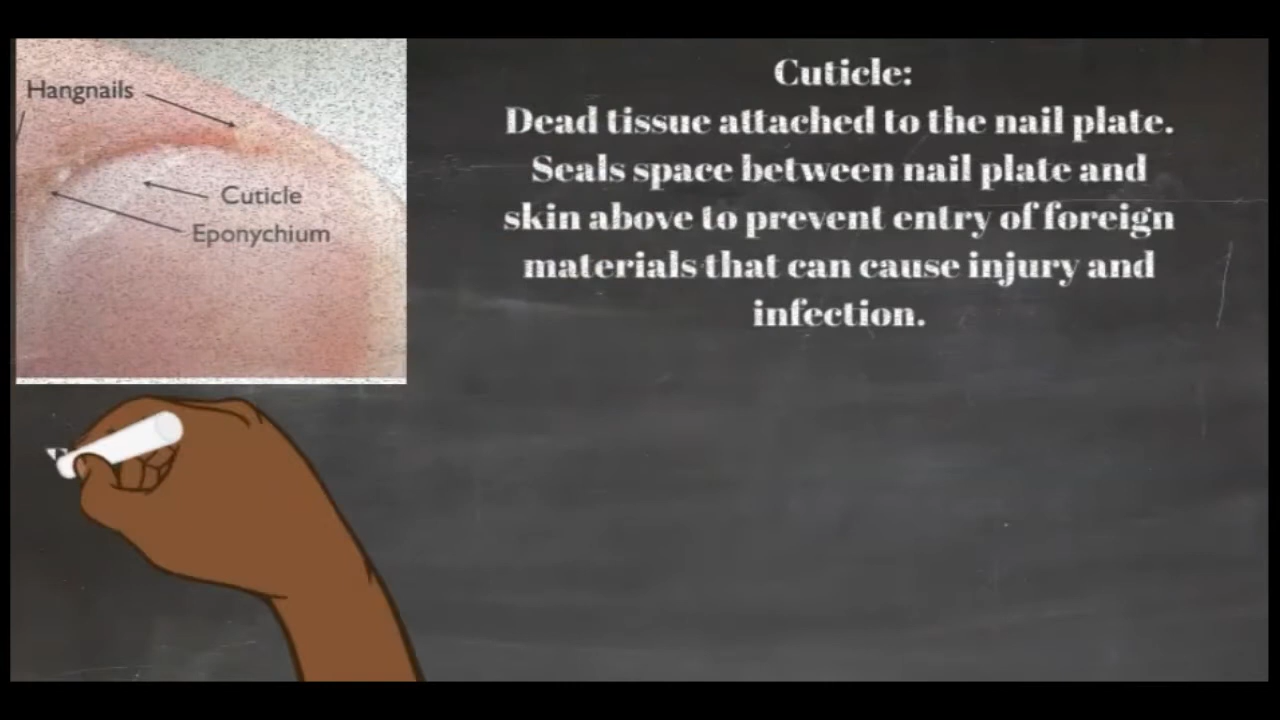 Hangnails
Cuticle
Eponychium
Cuticle:
Dead tissue attached to the nail plate.
Seals space between nail plate and
skin above to prevent entry of foreign
materials that can cause injury and
infection.